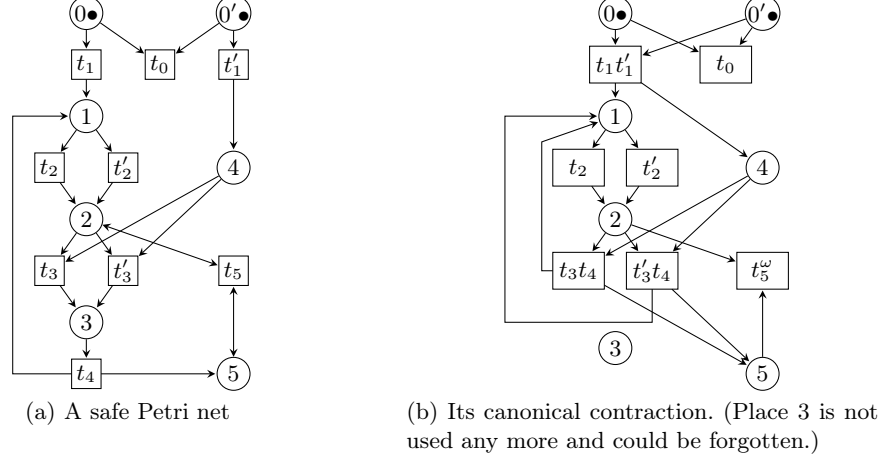 0● 0'● 0● 0'●
t₁ t₀ t'₁ t₁t'₁ t₀
1 1
t₂ t'₂ 4 t₂ t'₂ 4
2 2
t₃ t'₃ t₅ t₃t₄ t'₃t₄ t₅^ω
3 3
t₄ 5 5
(a) A safe Petri net
(b) Its canonical contraction. (Place 3 is not
used any more and could be forgotten.)